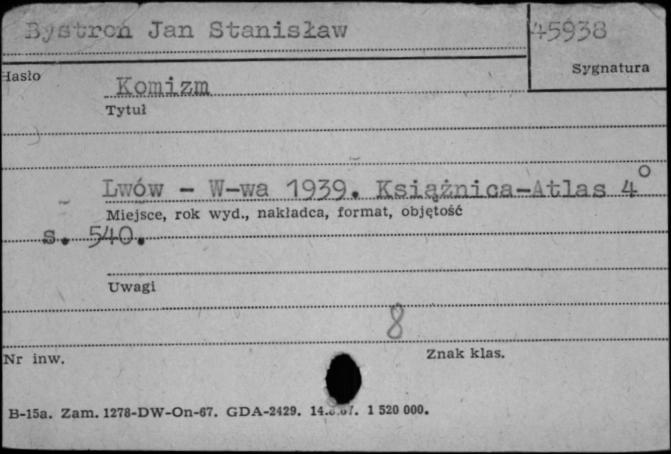 Bystroń Jan Stanisław 45938
Hasło Sygnatura
Komizm
Tytuł
Lwów - W-wa 1939. Książnica-Atlas 4°
Miejsce, rok wyd., nakładca, format, objętość
s. 540.
Uwagi
8
Nr inw. Znak klas.
B-15a. Zam. 1278-DW-On-67. GDA-2429. 1 520 000.